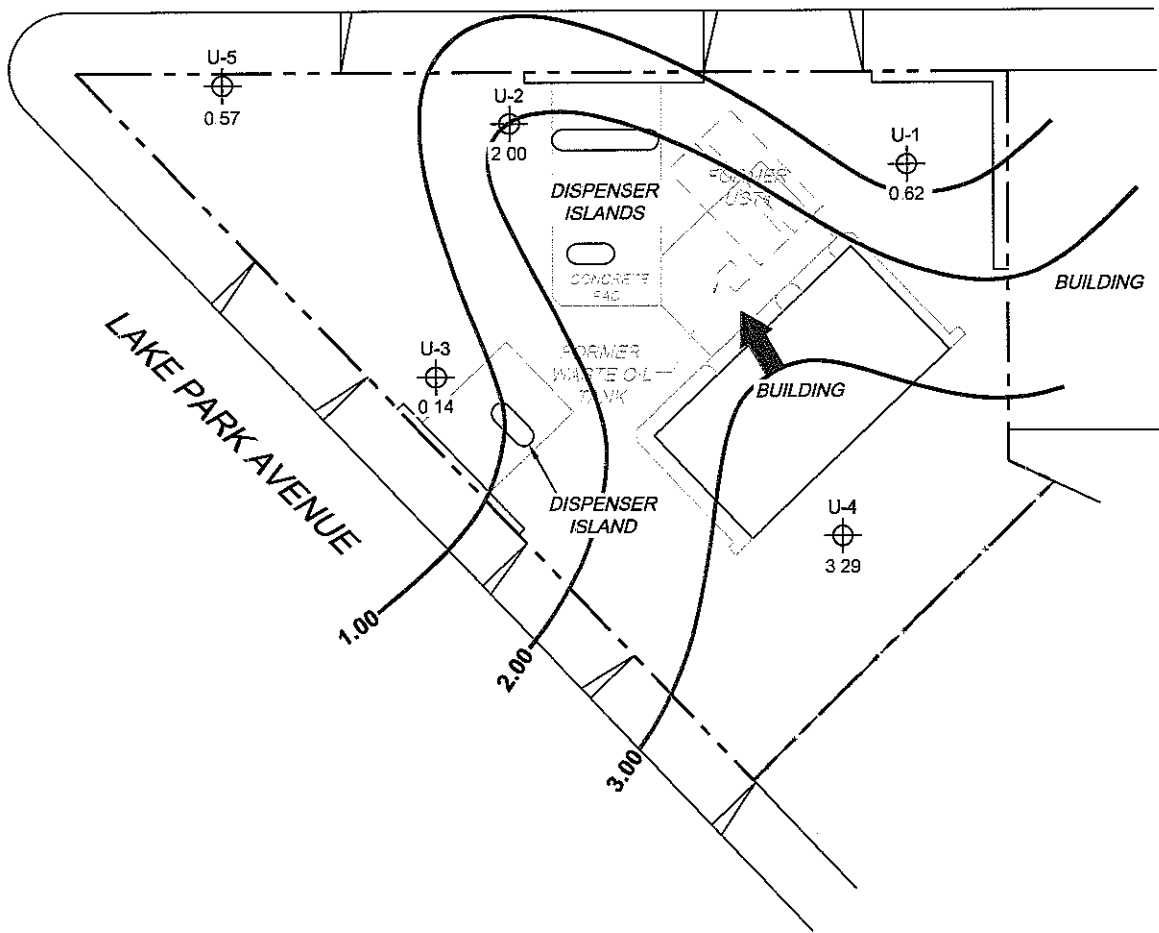 U-5
0.57
U-2
2.00
U-1
0.62
DISPENSER
ISLANDS
FORMER
USTs
CONCRETE
PAD
BUILDING
LAKE PARK AVENUE
U-3
0.14
FORMER
WASTE OIL
TANK
BUILDING
DISPENSER
ISLAND
U-4
3.29
1.00
2.00
3.00